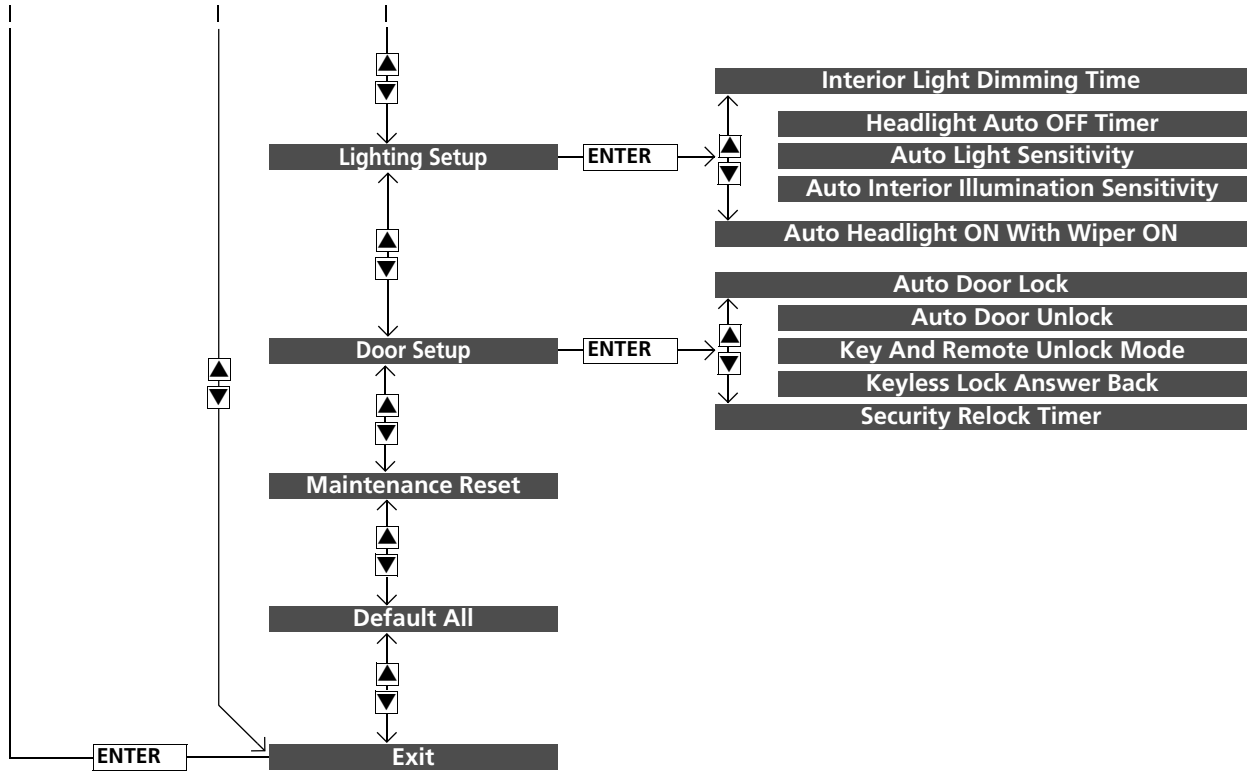 Interior Light Dimming Time
Headlight Auto OFF Timer
Lighting Setup
ENTER
Auto Light Sensitivity
Auto Interior Illumination Sensitivity
Auto Headlight ON With Wiper ON
Auto Door Lock
Auto Door Unlock
Door Setup
ENTER
Key And Remote Unlock Mode
Keyless Lock Answer Back
Security Relock Timer
Maintenance Reset
Default All
ENTER
Exit